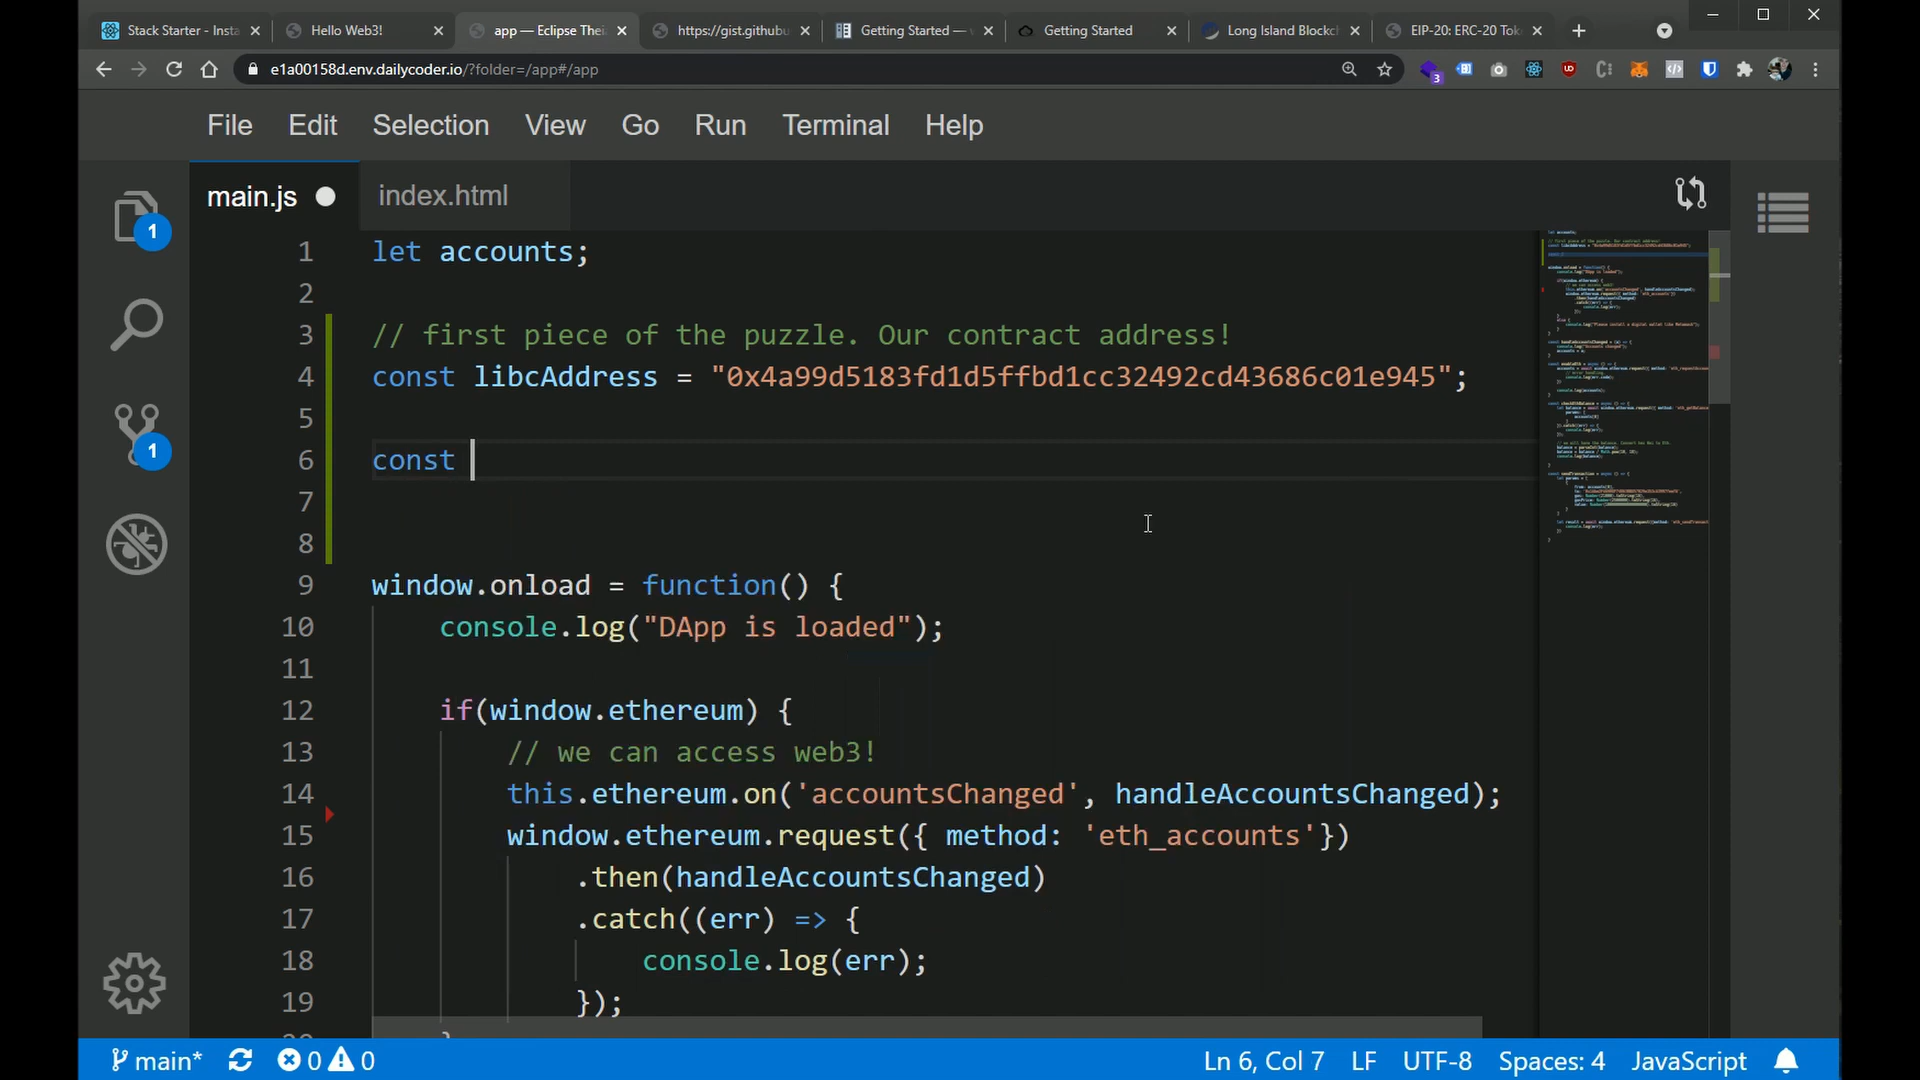 Stack Starter - Insta
Hello Web3!
app — Eclipse Thei
https://gist.githubu
Getting Started —
Getting Started
Long Island Blockch
EIP-20: ERC-20 Tok
e1a00158d.env.dailycoder.io/?folder=/app#/app
3
File Edit Selection View Go Run Terminal Help
main.js
index.html
1
1
1 let accounts;
2
3 // first piece of the puzzle. Our contract address!
4 const libcAddress = "0x4a99d5183fd1d5ffbd1cc32492cd43686c01e945";
5
6 const
7
8
9 window.onload = function() {
10 console.log("DApp is loaded");
11
12 if(window.ethereum) {
13 // we can access web3!
14 this.ethereum.on('accountsChanged', handleAccountsChanged);
15 window.ethereum.request({ method: 'eth_accounts'})
16 .then(handleAccountsChanged)
17 .catch((err) => {
18 console.log(err);
19 });
main* 0 0 Ln 6, Col 7 LF UTF-8 Spaces: 4 JavaScript